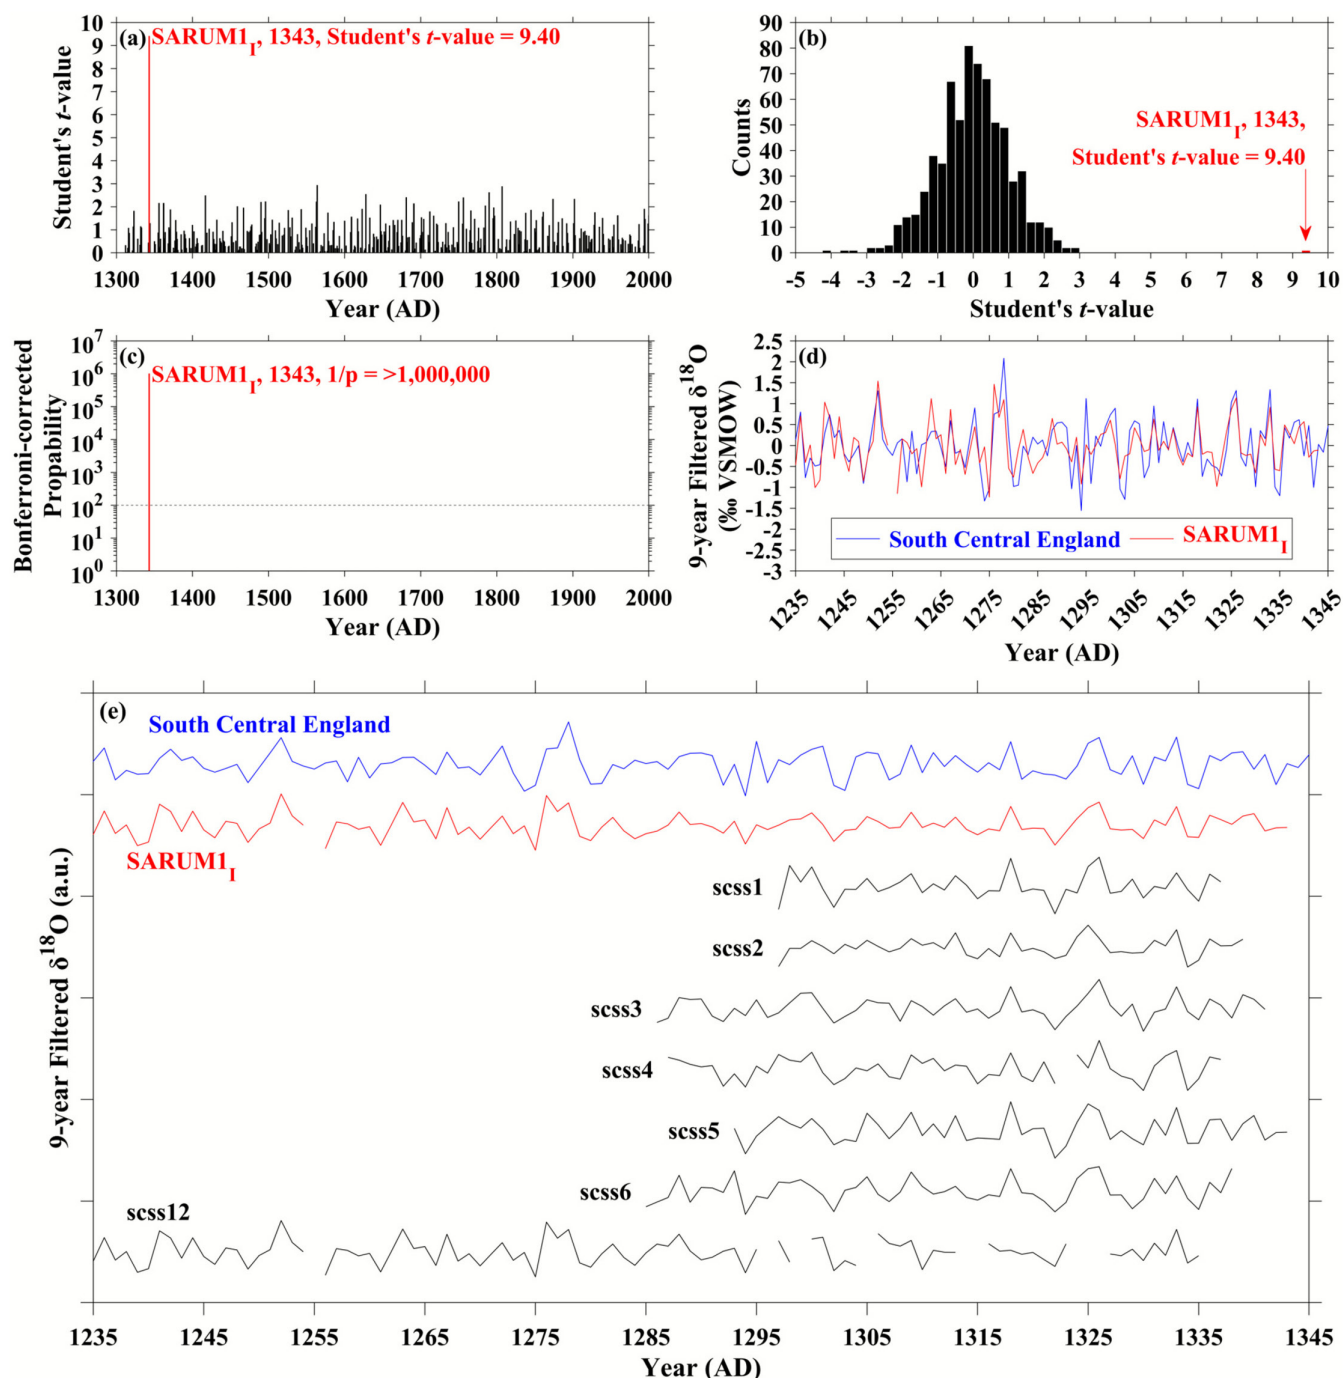 (a)
SARUM1I, 1343, Student's t-value = 9.40
Student's t-value
10
9
8
7
6
5
4
3
2
1
0
1300 1400 1500 1600 1700 1800 1900 2000
Year (AD)
(b)
SARUM1I, 1343,
Student's t-value = 9.40
Counts
90
80
70
60
50
40
30
20
10
0
-5 -4 -3 -2 -1 0 1 2 3 4 5 6 7 8 9 10
Student's t-value
(c)
SARUM1I, 1343, 1/p = >1,000,000
Bonferroni-corrected
Propability
10^7
10^6
10^5
10^4
10^3
10^2
10^1
10^0
1300 1400 1500 1600 1700 1800 1900 2000
Year (AD)
(d)
9-year Filtered δ18O
(‰ VSMOW)
2.5
2
1.5
1
0.5
0
-0.5
-1
-1.5
-2
-2.5
-3
South Central England SARUM1I
1235 1245 1255 1265 1275 1285 1295 1305 1315 1325 1335 1345
Year (AD)
(e)
South Central England
SARUM1I
scss1
scss2
scss3
scss4
scss5
scss6
scss12
9-year Filtered δ18O (a.u.)
1235 1245 1255 1265 1275 1285 1295 1305 1315 1325 1335 1345
Year (AD)